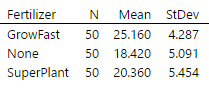 Fertilizer N Mean StDev
GrowFast 50 25.160 4.287
None 50 18.420 5.091
SuperPlant 50 20.360 5.454